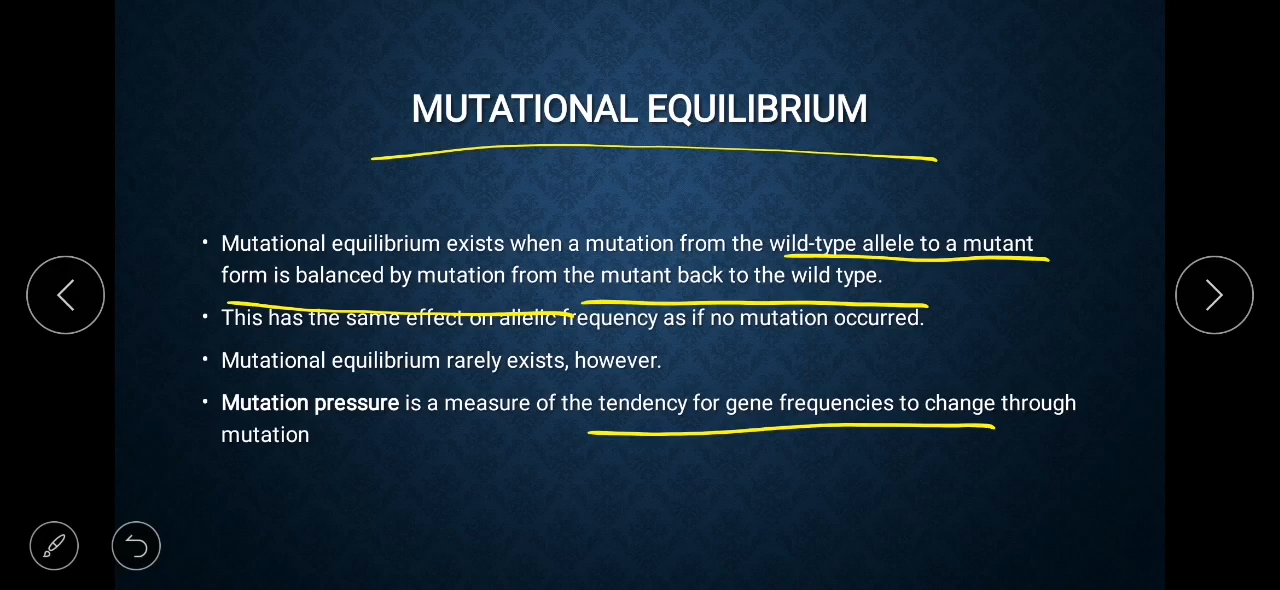 MUTATIONAL EQUILIBRIUM
• Mutational equilibrium exists when a mutation from the wild-type allele to a mutant
form is balanced by mutation from the mutant back to the wild type.
• This has the same effect on allelic frequency as if no mutation occurred.
• Mutational equilibrium rarely exists, however.
• Mutation pressure is a measure of the tendency for gene frequencies to change through
mutation